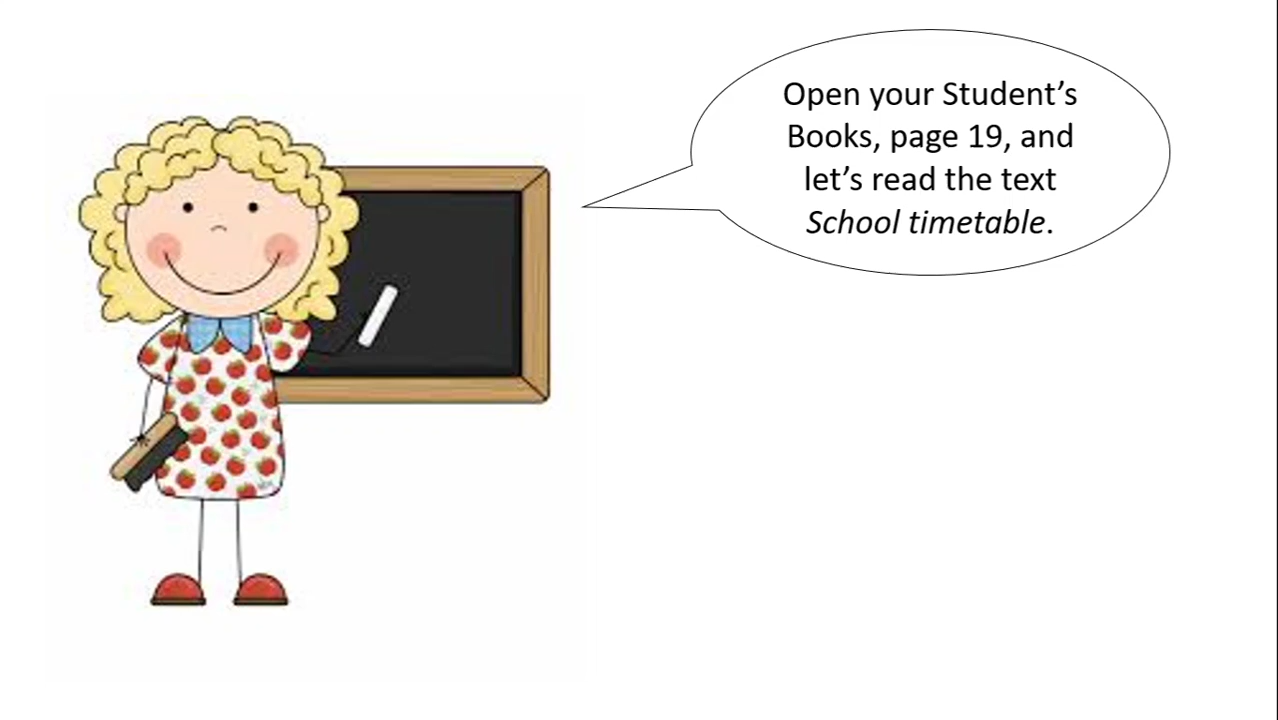 Open your Student’s
Books, page 19, and
let’s read the text
School timetable.